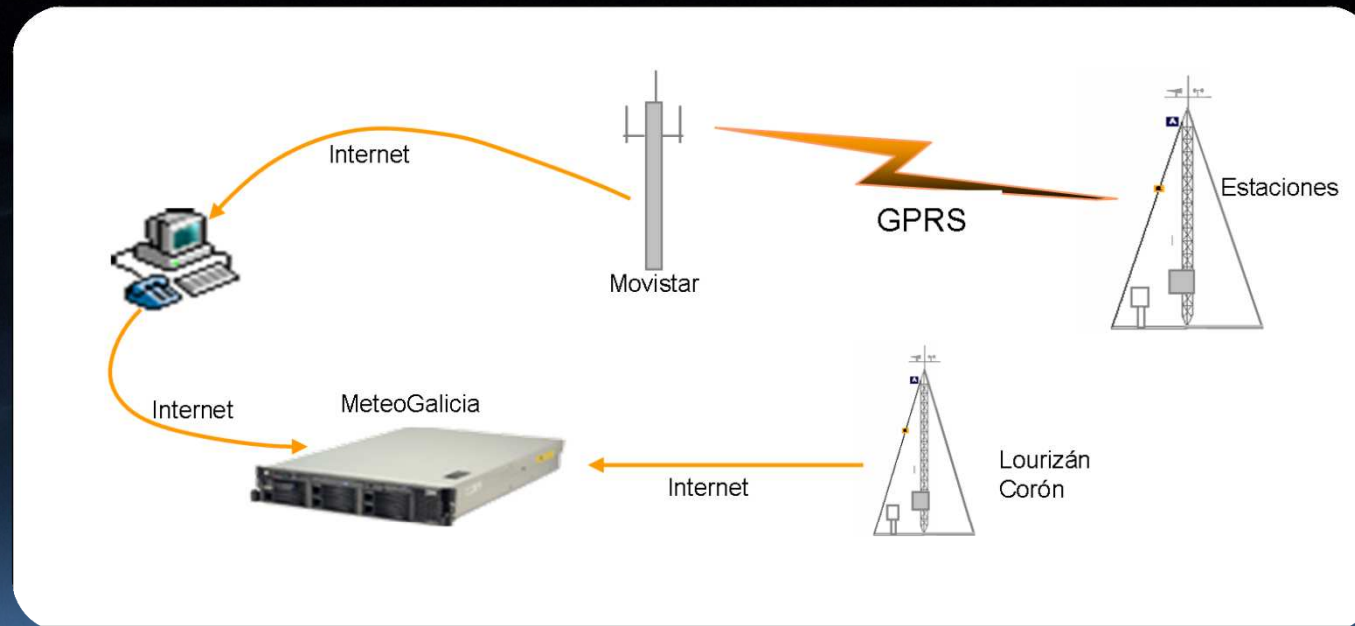 Internet
Movistar
GPRS
Estaciones
Internet
MeteoGalicia
Internet
Lourizán
Corón